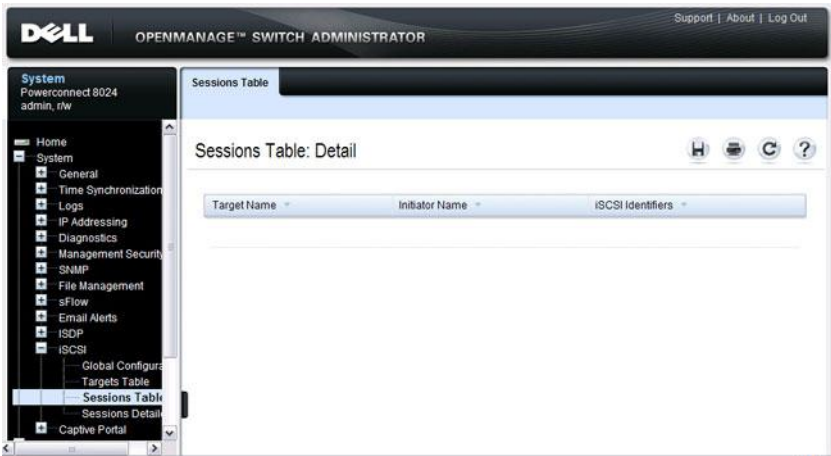 Support | About | Log Out
DELL
OPENMANAGE™ SWITCH ADMINISTRATOR
System
Powerconnect 8024
admin, r/w
Sessions Table
Home
System
General
Time Synchronization
Logs
IP Addressing
Diagnostics
Management Security
SNMP
File Management
sFlow
Email Alerts
ISDP
iSCSI
Global Configura
Targets Table
Sessions Table
Sessions Detaile
Captive Portal
Sessions Table: Detail
Target Name
Initiator Name
iSCSI Identifiers